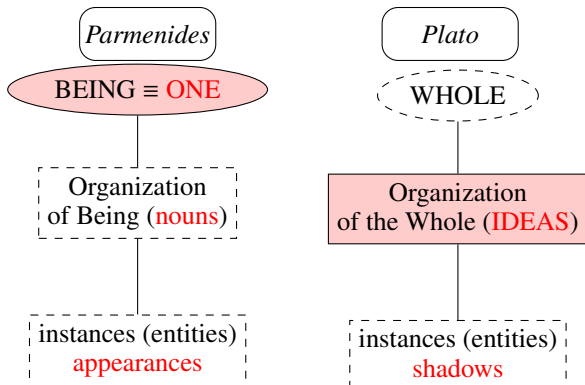 Parmenides
BEING ≡ ONE
Organization
of Being (nouns)
instances (entities)
appearances
Plato
WHOLE
Organization
of the Whole (IDEAS)
instances (entities)
shadows